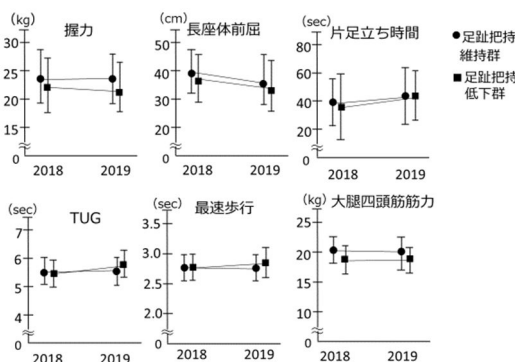 (kg)
握力
30
25
20
15
0
2018 2019
(cm)
長座体前屈
50
40
30
20
0
2018 2019
(sec)
片足立ち時間
80
60
40
20
0
2018 2019
●足趾把持
維持群
■足趾把持
低下群
(sec)
TUG
7
6
5
4
0
2018 2019
(sec)
最速歩行
3.5
3.0
2.5
2.0
0
2018 2019
(kg)
大腿四頭筋筋力
25
20
15
10
0
2018 2019